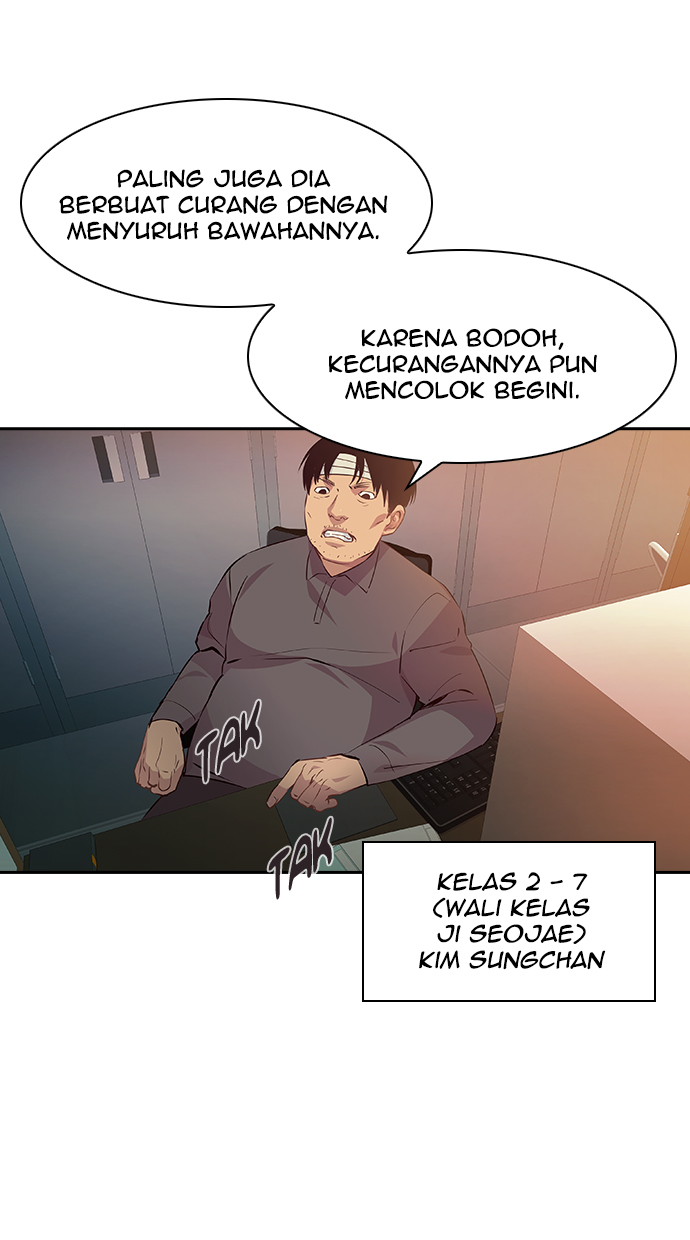 PALING JUGA DIA
BERBUAT CURANG DENGAN
MENYURUH BAWAHANNYA.
KARENA BODOH,
KECURANGANNYA PUN
MENCOLOK BEGINI.
TAK
TAK
KELAS 2 - 7
(WALI KELAS
JI SEOJAE)
KIM SUNGCHAN